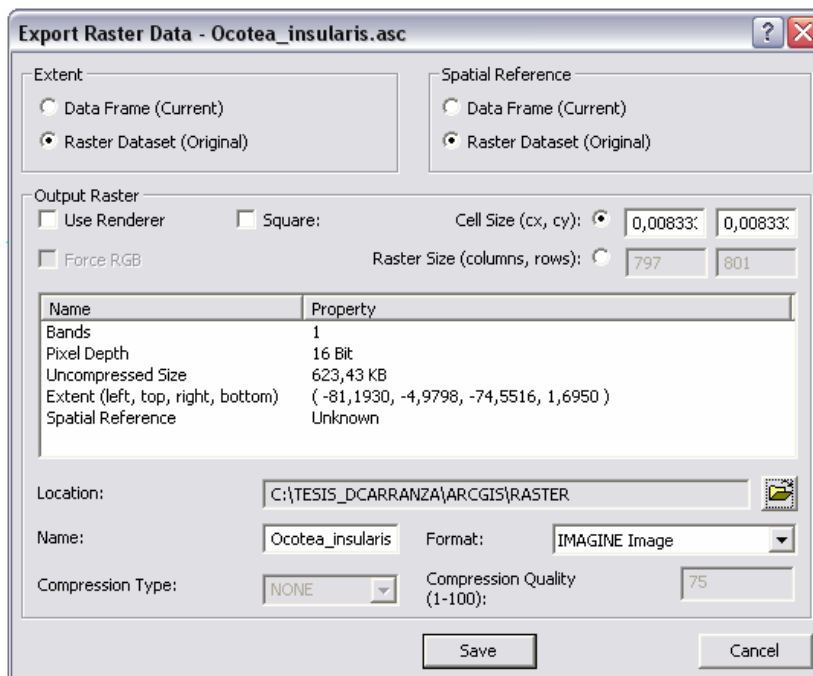 Export Raster Data - Ocotea_insularis.asc
Extent
Data Frame (Current)
Raster Dataset (Original)
Spatial Reference
Data Frame (Current)
Raster Dataset (Original)
Output Raster
Use Renderer
Square:
Cell Size (cx, cy):
0,00833
0,00833
Force RGB
Raster Size (columns, rows):
797
801
Name Property
Bands 1
Pixel Depth 16 Bit
Uncompressed Size 623,43 KB
Extent (left, top, right, bottom) ( -81,1930, -4,9798, -74,5516, 1,6950 )
Spatial Reference Unknown
Location: C:\TESIS_DCARRANZA\ARCGIS\RASTER
Name: Ocotea_insularis Format: IMAGINE Image
Compression Type: NONE Compression Quality
(1-100): 75
Save Cancel